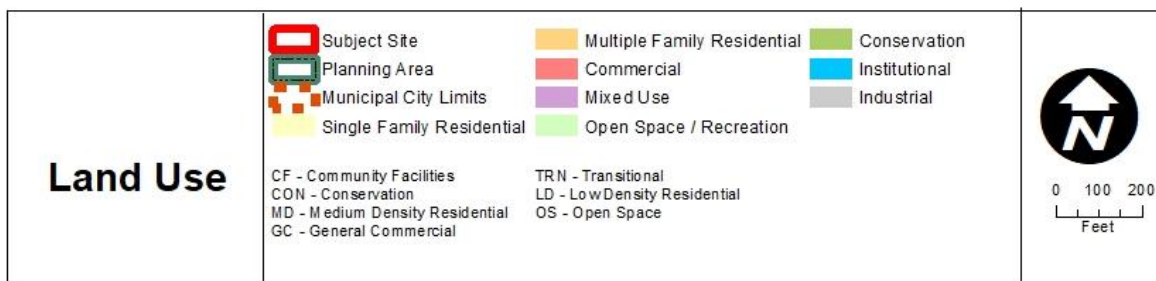 Land Use
Subject Site
Planning Area
Municipal City Limits
Single Family Residential
Multiple Family Residential
Commercial
Mixed Use
Open Space / Recreation
Conservation
Institutional
Industrial
CF - Community Facilities
CON - Conservation
MD - Medium Density Residential
GC - General Commercial
TRN - Transitional
LD - Low Density Residential
OS - Open Space
N
0 100 200
Feet